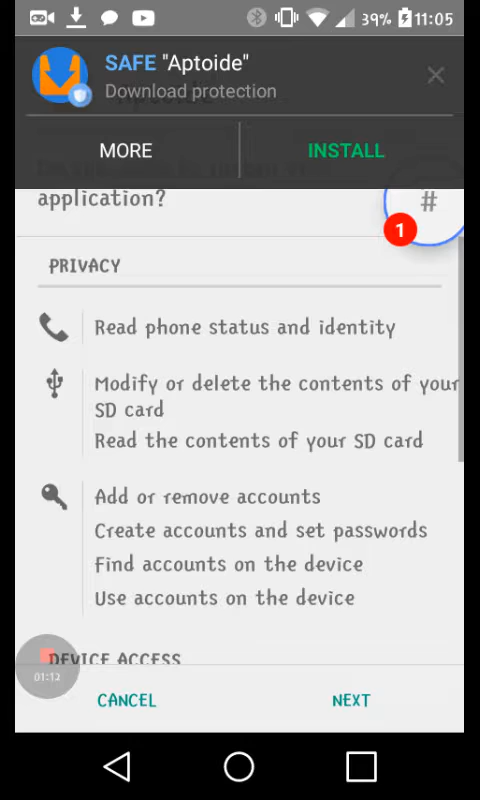 39% 11:05
SAFE "Aptoide"
Download protection
MORE INSTALL
application?
#
1
PRIVACY
Read phone status and identity
Modify or delete the contents of your
SD card
Read the contents of your SD card
Add or remove accounts
Create accounts and set passwords
Find accounts on the device
Use accounts on the device
DEVICE ACCESS
01:12
CANCEL NEXT